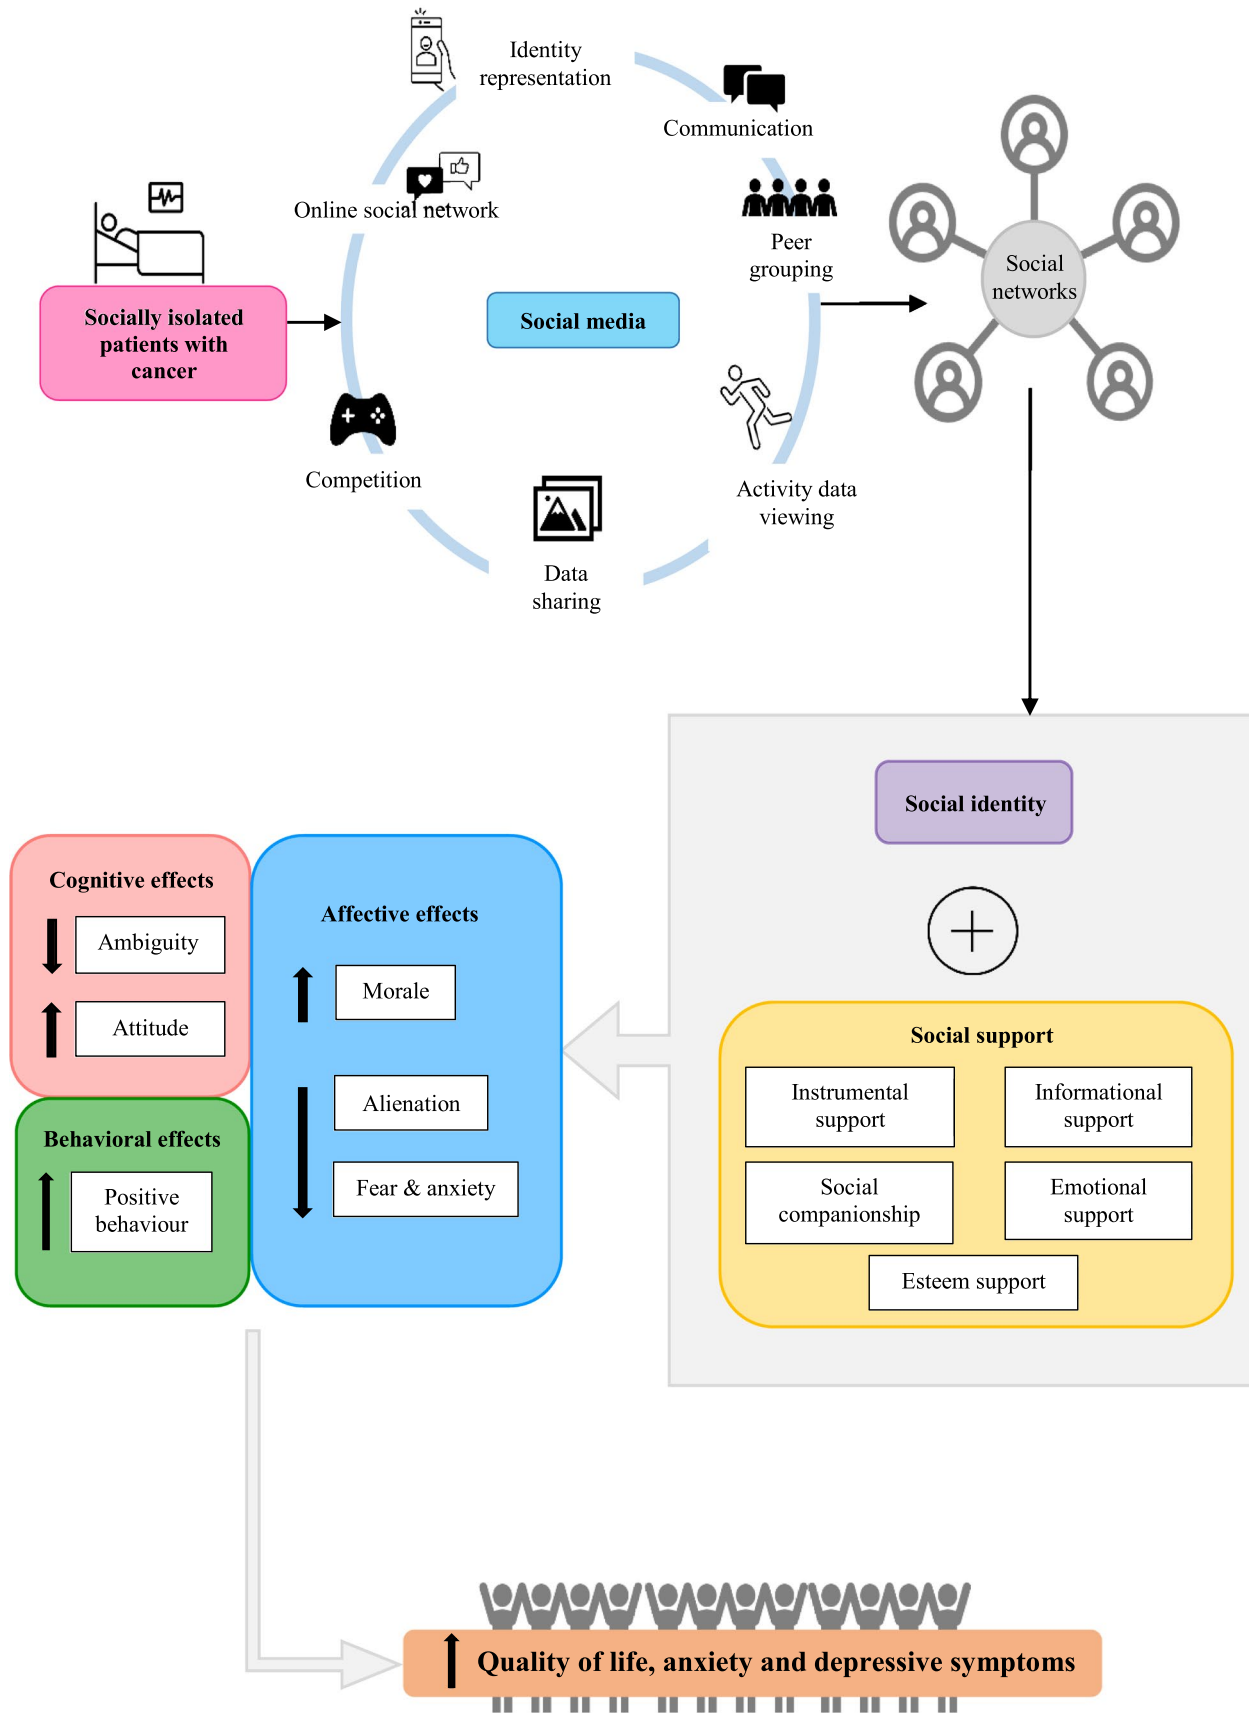 Identity
representation
Communication
Online social network
Peer
grouping
Social
networks
Socially isolated
patients with
cancer
Social media
Competition
Activity data
viewing
Data
sharing
Social identity
Cognitive effects
Ambiguity
Attitude
Affective effects
Morale
Alienation
Fear & anxiety
Behavioral effects
Positive
behaviour
Social support
Instrumental
support
Informational
support
Social
companionship
Emotional
support
Esteem support
Quality of life, anxiety and depressive symptoms